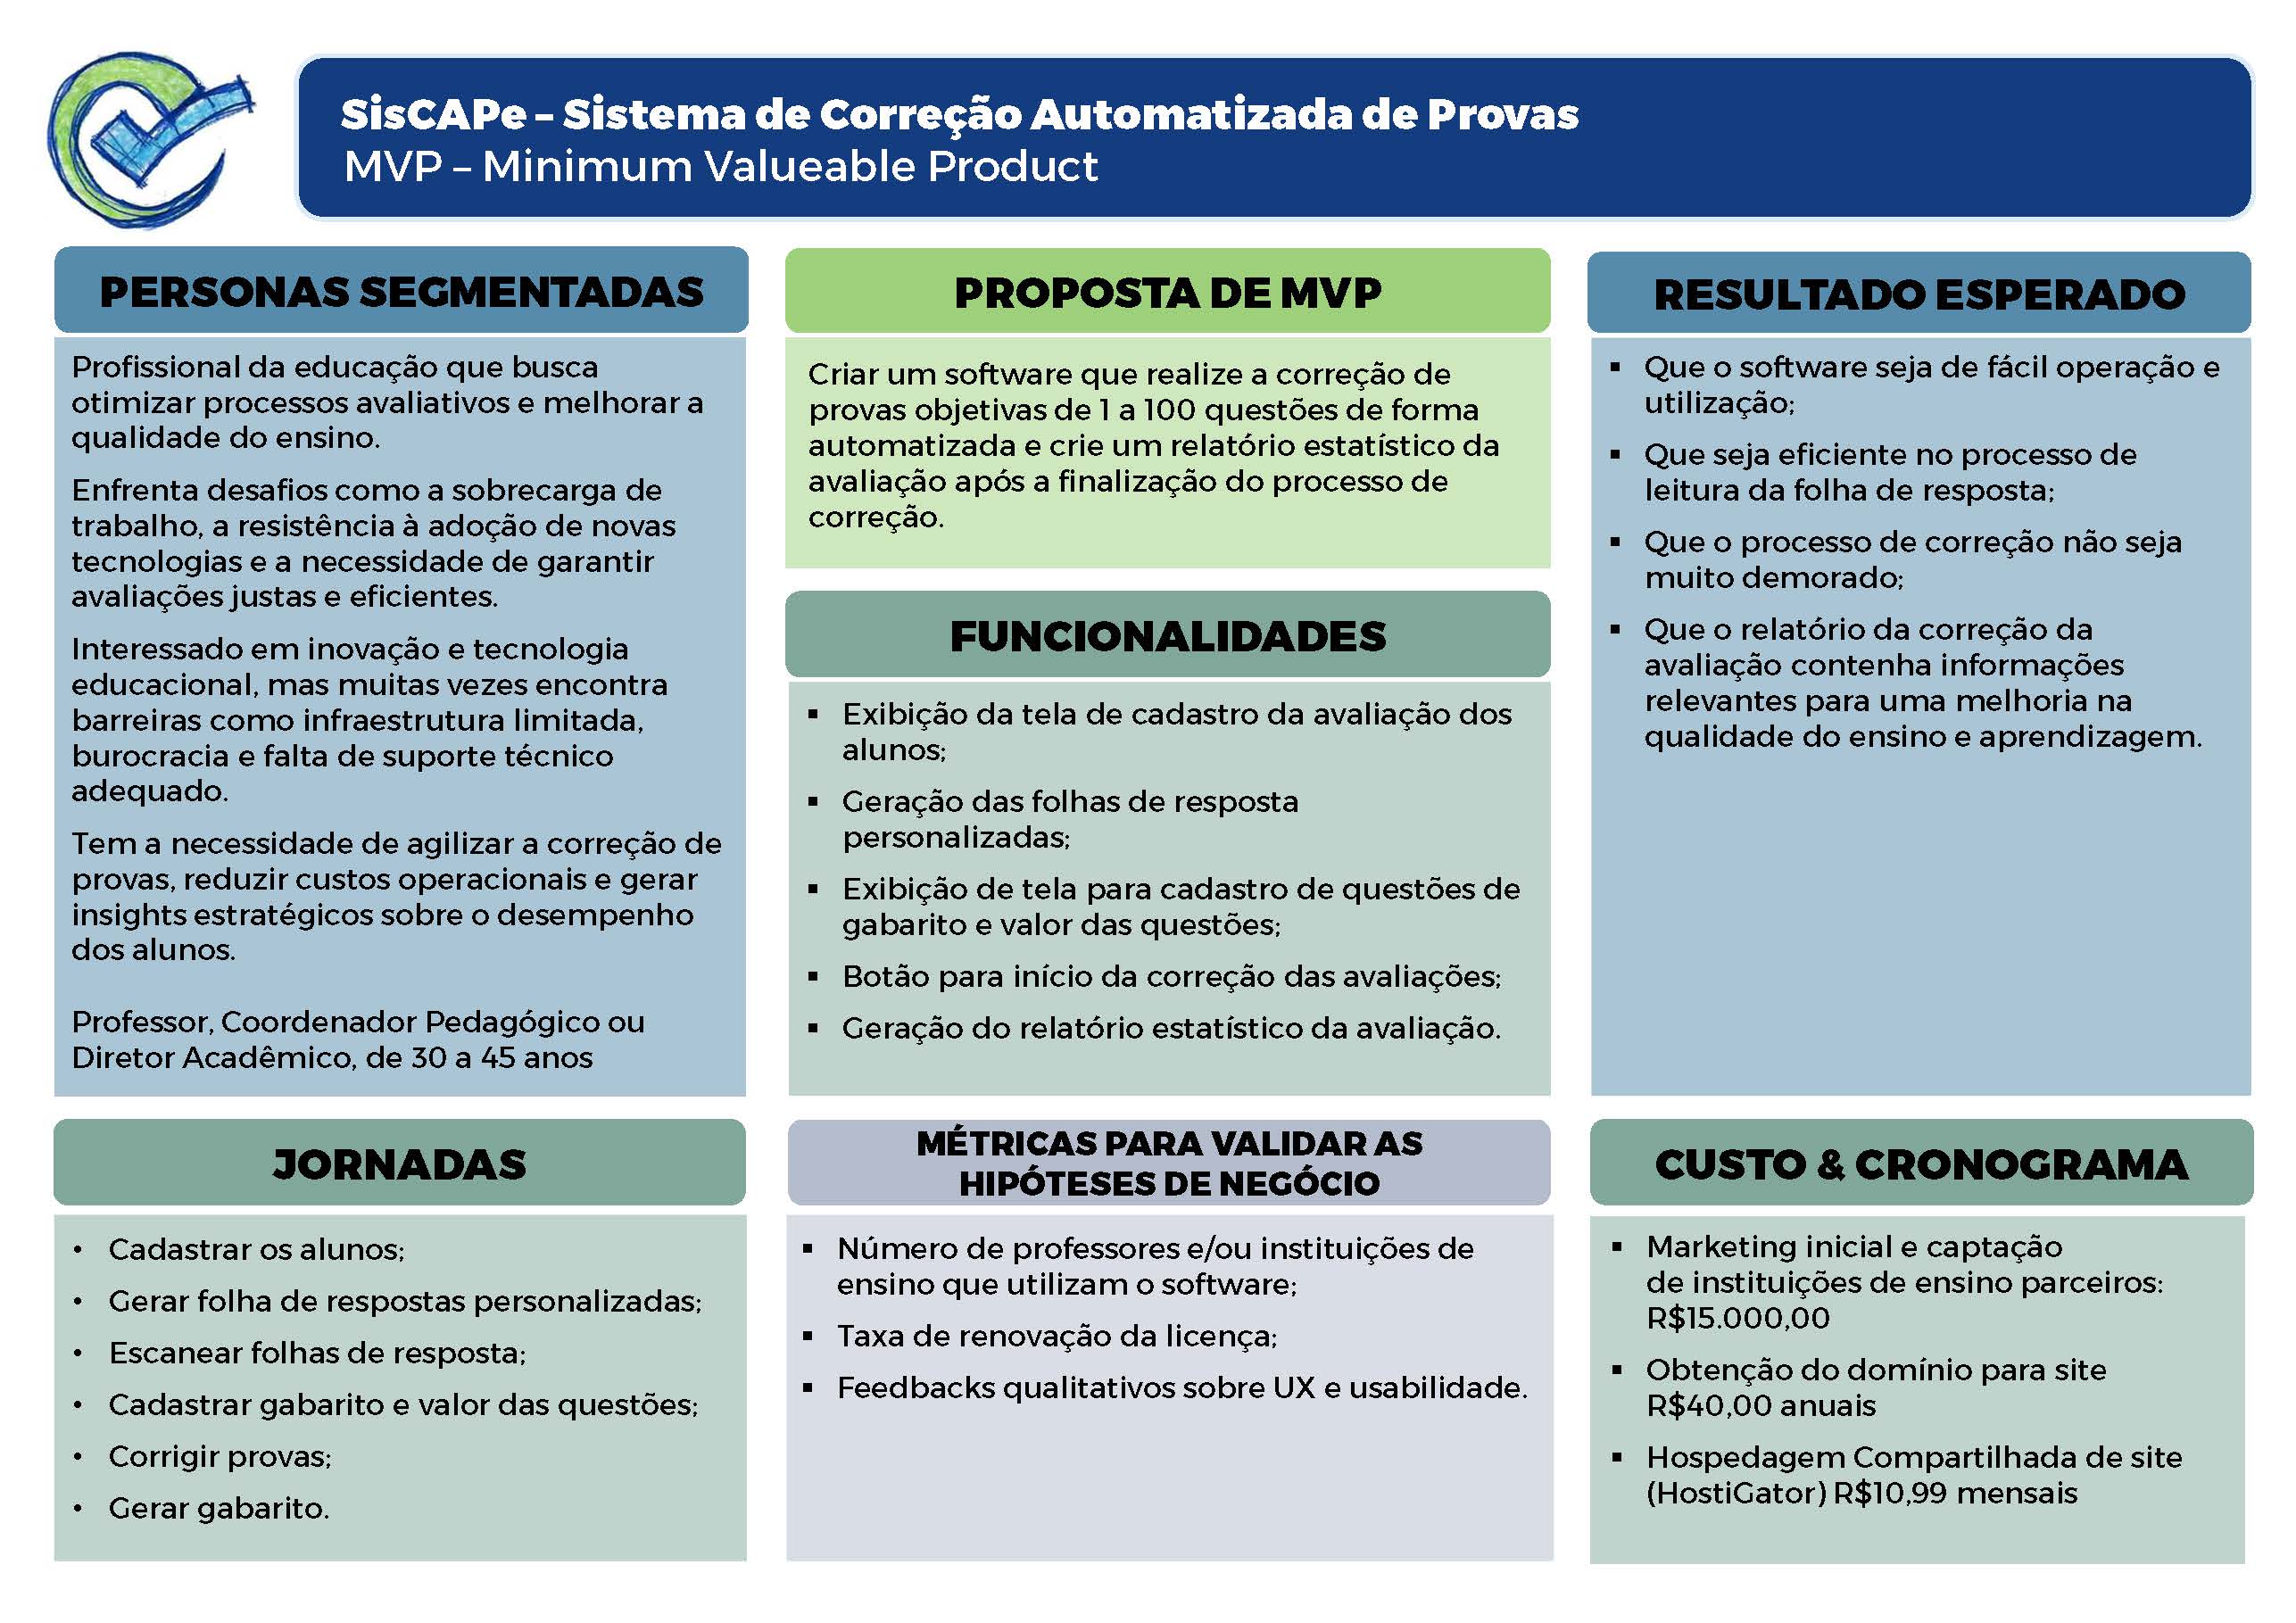 SisCAPe – Sistema de Correção Automatizada de Provas
MVP – Minimum Valueable Product
PERSONAS SEGMENTADAS
Profissional da educação que busca
otimizar processos avaliativos e melhorar a
qualidade do ensino.
Enfrenta desafios como a sobrecarga de
trabalho, a resistência à adoção de novas
tecnologias e a necessidade de garantir
avaliações justas e eficientes.
Interessado em inovação e tecnologia
educacional, mas muitas vezes encontra
barreiras como infraestrutura limitada,
burocracia e falta de suporte técnico
adequado.
Tem a necessidade de agilizar a correção de
provas, reduzir custos operacionais e gerar
insights estratégicos sobre o desempenho
dos alunos.
Professor, Coordenador Pedagógico ou
Diretor Acadêmico, de 30 a 45 anos
PROPOSTA DE MVP
Criar um software que realize a correção de
provas objetivas de 1 a 100 questões de forma
automatizada e crie um relatório estatístico da
avaliação após a finalização do processo de
correção.
FUNCIONALIDADES
▪ Exibição da tela de cadastro da avaliação dos
alunos;
▪ Geração das folhas de resposta
personalizadas;
▪ Exibição de tela para cadastro de questões de
gabarito e valor das questões;
▪ Botão para início da correção das avaliações;
▪ Geração do relatório estatístico da avaliação.
RESULTADO ESPERADO
▪ Que o software seja de fácil operação e
utilização;
▪ Que seja eficiente no processo de
leitura da folha de resposta;
▪ Que o processo de correção não seja
muito demorado;
▪ Que o relatório da correção da
avaliação contenha informações
relevantes para uma melhoria na
qualidade do ensino e aprendizagem.
JORNADAS
• Cadastrar os alunos;
• Gerar folha de respostas personalizadas;
• Escanear folhas de resposta;
• Cadastrar gabarito e valor das questões;
• Corrigir provas;
• Gerar gabarito.
MÉTRICAS PARA VALIDAR AS
HIPÓTESES DE NEGÓCIO
▪ Número de professores e/ou instituições de
ensino que utilizam o software;
▪ Taxa de renovação da licença;
▪ Feedbacks qualitativos sobre UX e usabilidade.
CUSTO & CRONOGRAMA
▪ Marketing inicial e captação
de instituições de ensino parceiros:
R$15.000,00
▪ Obtenção do domínio para site
R$40,00 anuais
▪ Hospedagem Compartilhada de site
(HostiGator) R$10,99 mensais